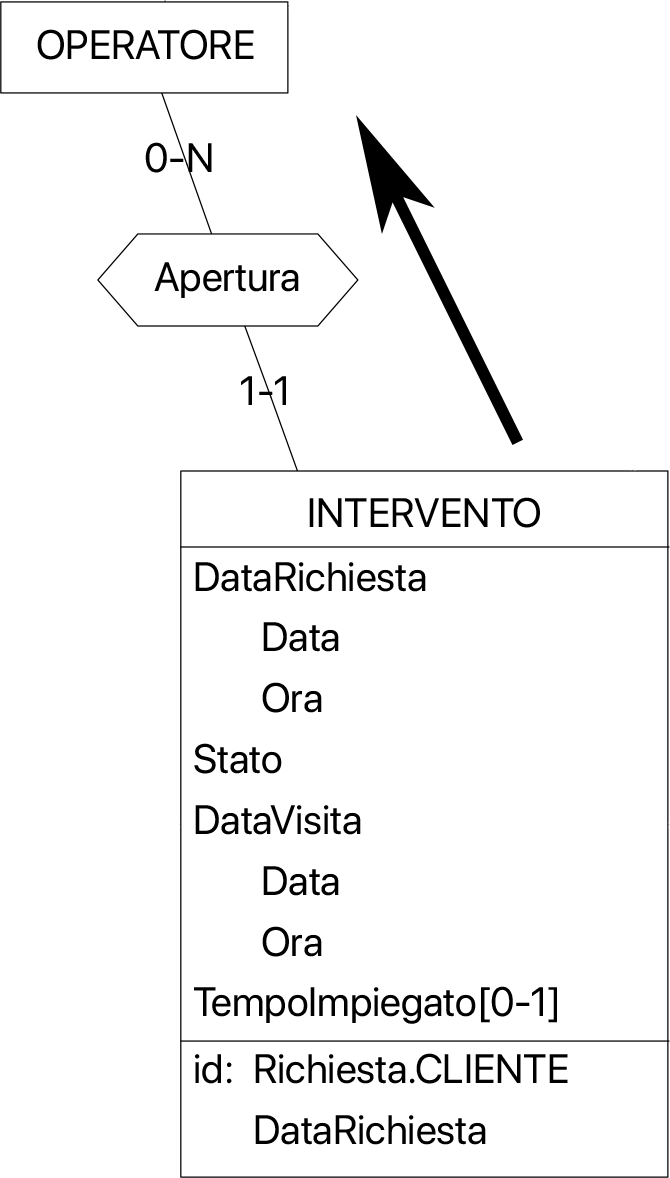 OPERATORE
0-N
Apertura
1-1
INTERVENTO
DataRichiesta
Data
Ora
Stato
DataVisita
Data
Ora
TempoImpiegato[0-1]
id: Richiesta.CLIENTE
DataRichiesta